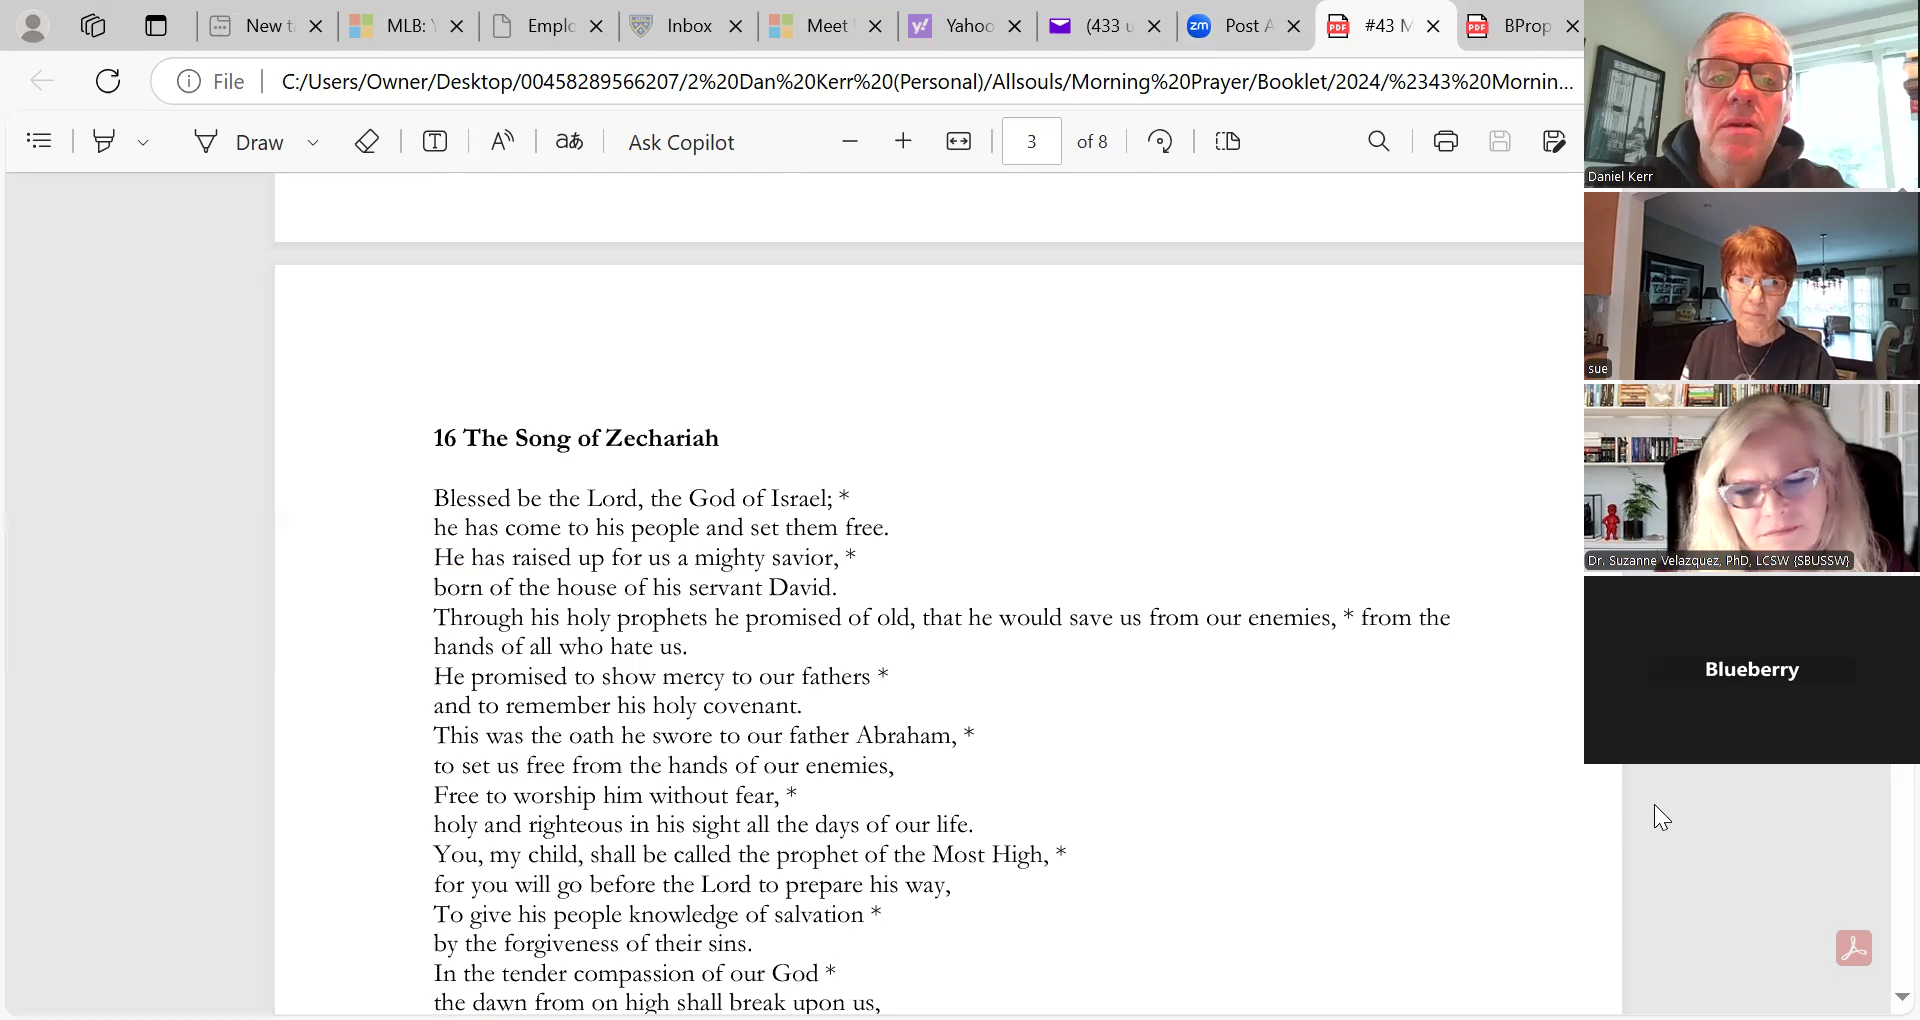 New t
MLB: Y
Emplo
Inbox
Meet
Yahoo
(433 u
zm
Post A
PDF
#43 M
PDF
BProp
File
C:/Users/Owner/Desktop/00458289566207/2%20Dan%20Kerr%20(Personal)/Allsouls/Morning%20Prayer/Booklet/2024/%2343%20Mornin...
Draw
T
A
aあ
Ask Copilot
3
of 8
Daniel Kerr
sue
Dr. Suzanne Velazquez, PhD, LCSW {SBUSSW}
Blueberry
16 The Song of Zechariah
Blessed be the Lord, the God of Israel; *
he has come to his people and set them free.
He has raised up for us a mighty savior, *
born of the house of his servant David.
Through his holy prophets he promised of old, that he would save us from our enemies, * from the
hands of all who hate us.
He promised to show mercy to our fathers *
and to remember his holy covenant.
This was the oath he swore to our father Abraham, *
to set us free from the hands of our enemies,
Free to worship him without fear, *
holy and righteous in his sight all the days of our life.
You, my child, shall be called the prophet of the Most High, *
for you will go before the Lord to prepare his way,
To give his people knowledge of salvation *
by the forgiveness of their sins.
In the tender compassion of our God *
the dawn from on high shall break upon us,